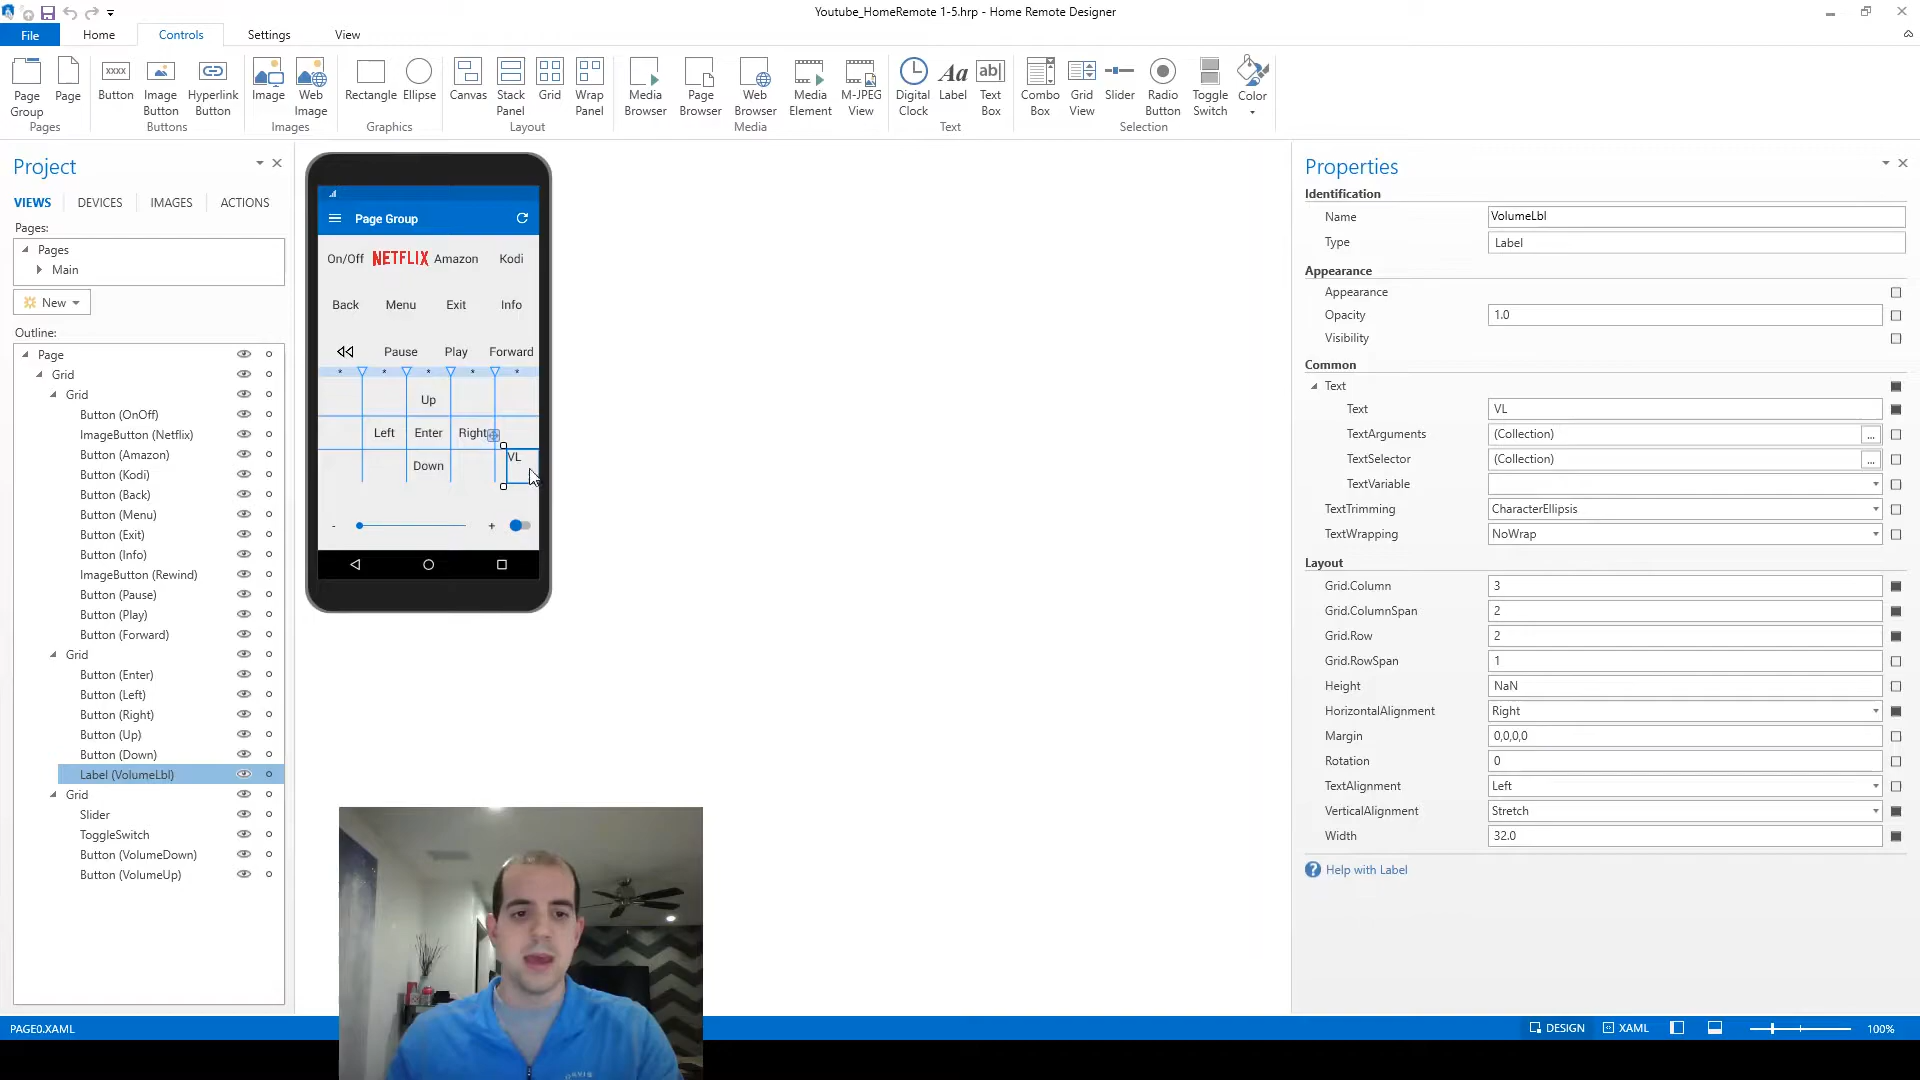 Youtube_HomeRemote 1-5.hrp - Home Remote Designer
File
Home
Controls
Settings
View
Page Group
Page
Pages
xxxx
Button
Image Button
Hyperlink Button
Buttons
Image
Web Image
Images
Rectangle
Ellipse
Graphics
Canvas
Stack Panel
Grid
Wrap Panel
Layout
Media Browser
Page Browser
Web Browser
Media Element
M-JPEG View
Media
Digital Clock
Aa
Label
ab|
Text Box
Text
Combo Box
Grid View
Slider
Radio Button
Toggle Switch
Color
Selection
Project
VIEWS
DEVICES
IMAGES
ACTIONS
Pages:
Pages
Main
New
Outline:
Page
Grid
Grid
Button (OnOff)
ImageButton (Netflix)
Button (Amazon)
Button (Kodi)
Button (Back)
Button (Menu)
Button (Exit)
Button (Info)
ImageButton (Rewind)
Button (Pause)
Button (Play)
Button (Forward)
Grid
Button (Enter)
Button (Left)
Button (Right)
Button (Up)
Button (Down)
Label (VolumeLbl)
Grid
Slider
ToggleSwitch
Button (VolumeDown)
Button (VolumeUp)
Page Group
On/Off NETFLIX Amazon Kodi
Back Menu Exit Info
Pause Play Forward
* * * * *
Up
Left Enter Right
VL
Down
- +
Properties
Identification
Name VolumeLbl
Type Label
Appearance
Appearance
Opacity 1.0
Visibility
Common
Text
Text VL
TextArguments (Collection) ...
TextSelector (Collection) ...
TextVariable
TextTrimming CharacterEllipsis
TextWrapping NoWrap
Layout
Grid.Column 3
Grid.ColumnSpan 2
Grid.Row 2
Grid.RowSpan 1
Height NaN
HorizontalAlignment Right
Margin 0,0,0,0
Rotation 0
TextAlignment Left
VerticalAlignment Stretch
Width 32.0
? Help with Label
ORVIS
PAGE0.XAML
DESIGN
XAML
100%